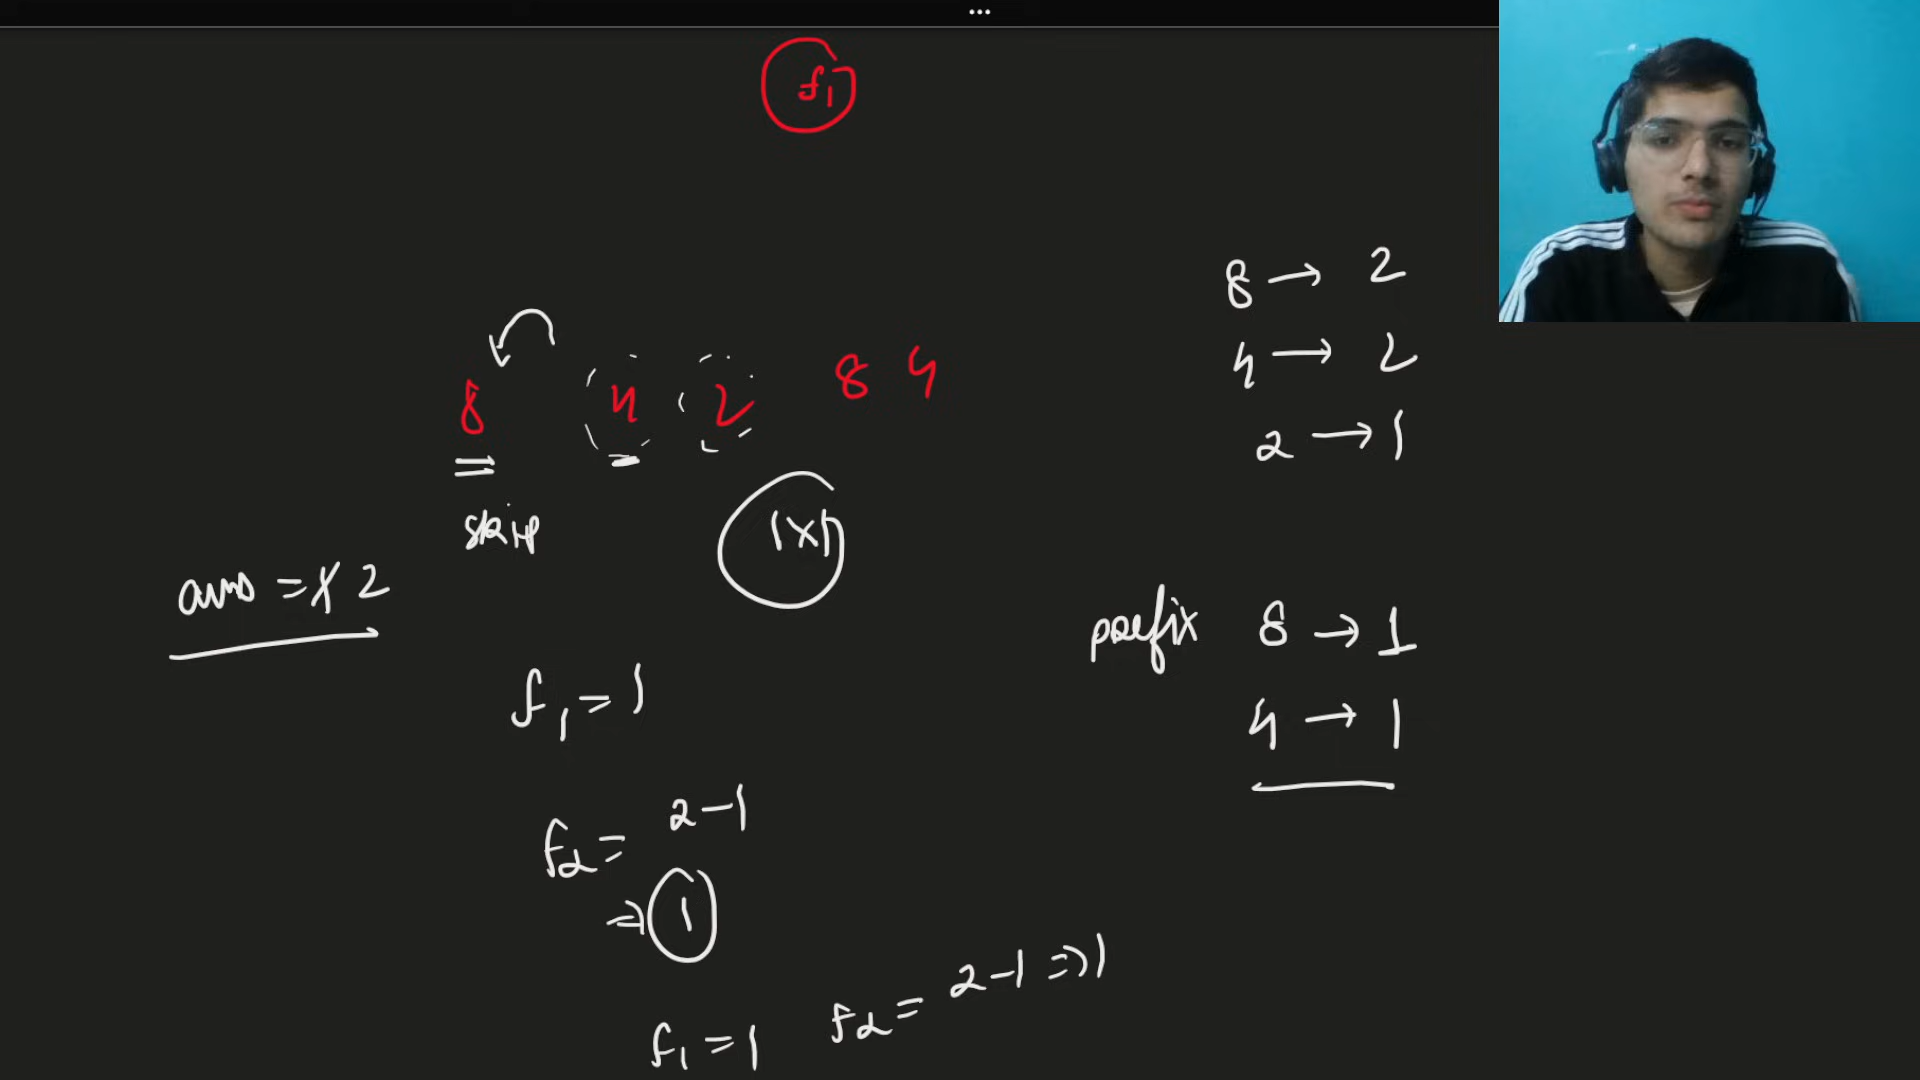 f1
8 → 2
4 → 2
2 → 1
8 4 2 8 4
skip
1x1
ans = 1 2
f1 = 1
f2 = 2-1
⇒ 1
prefix 8 → 1
4 → 1
f1 = 1 f2 = 2-1 ⇒ 1